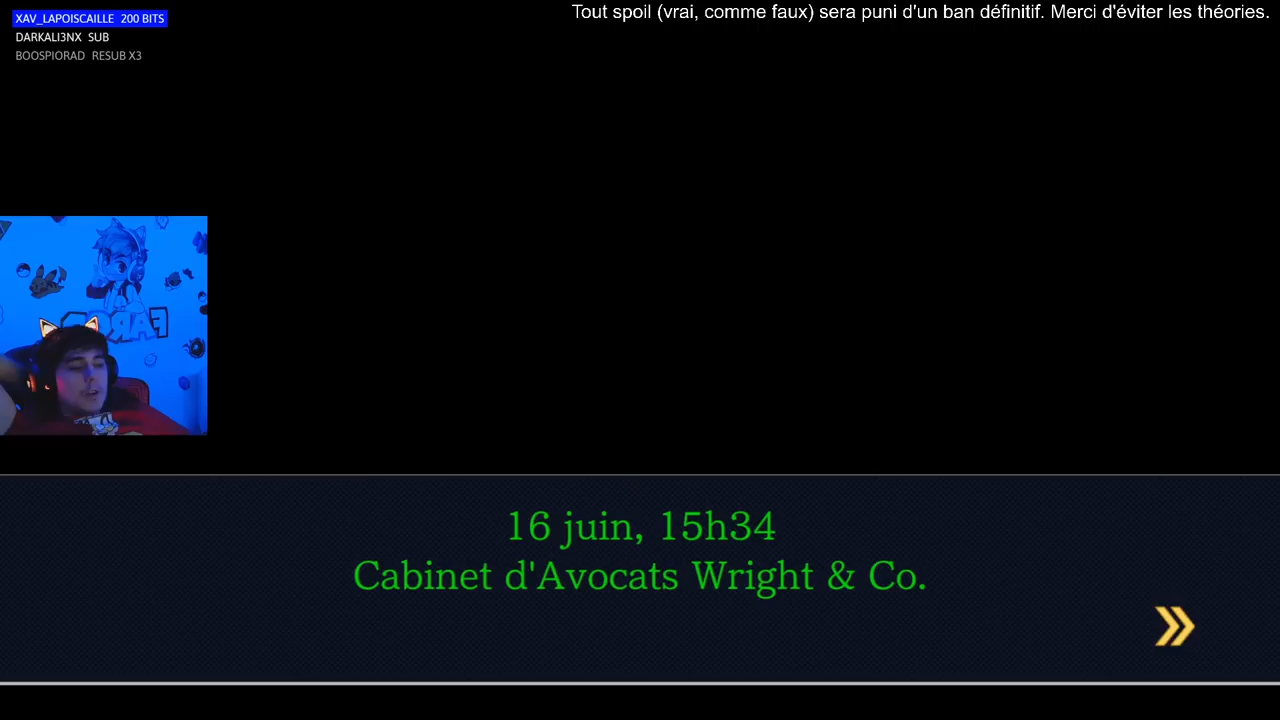 XAV_LAPOISCAILLE 200 BITS
DARKALI3NX SUB
BOOSPIORAD RESUB X3
Tout spoil (vrai, comme faux) sera puni d'un ban définitif. Merci d'éviter les théories.
16 juin, 15h34
Cabinet d'Avocats Wright & Co.